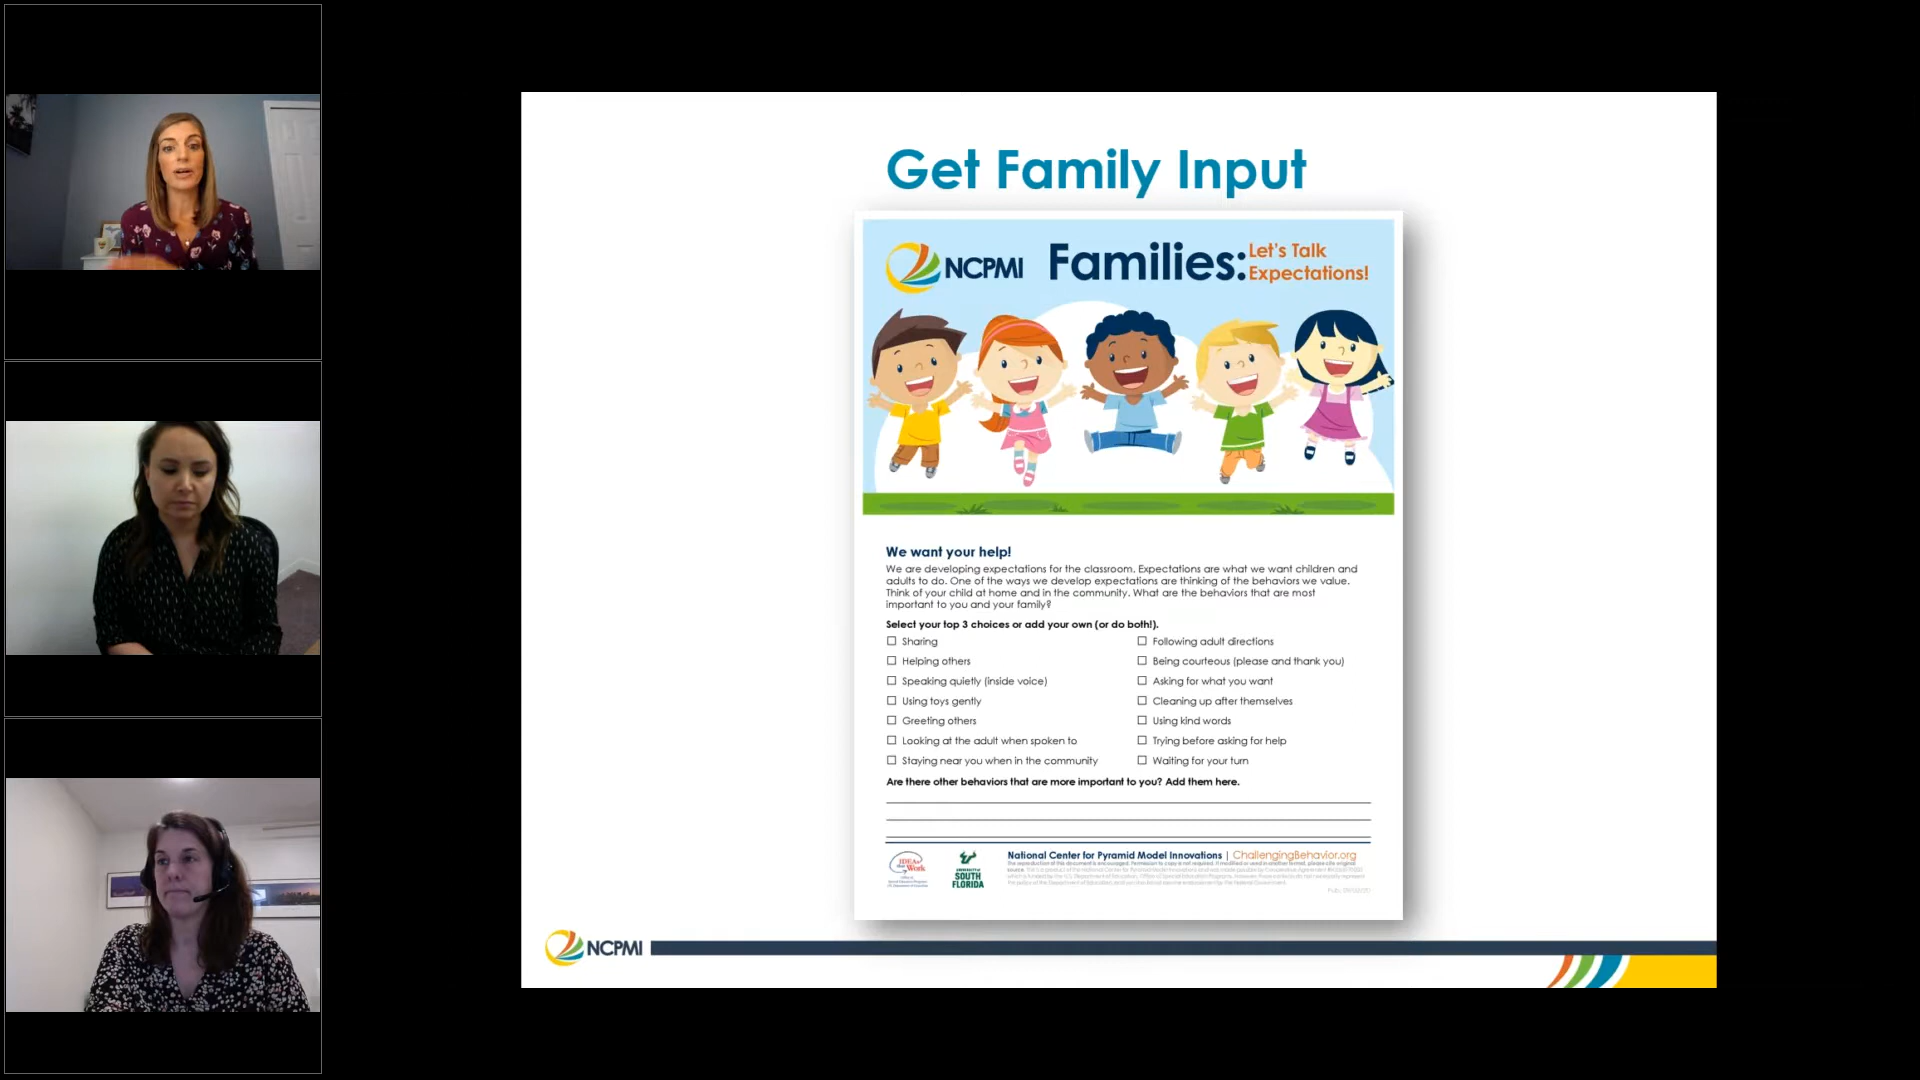 Get Family Input
NCPMI
Families:
Let's Talk
Expectations!
We want your help!
We are developing expectations for the classroom. Expectations are what we want children and
adults to do. One of the ways we develop expectations are thinking of the behaviors we value.
Think of your child at home and in the community. What are the behaviors that are most
important to you and your family?
Select your top 3 choices or add your own (or do both!).
Sharing
Helping others
Speaking quietly (inside voice)
Using toys gently
Greeting others
Looking at the adult when spoken to
Staying near you when in the community
Following adult directions
Being courteous (please and thank you)
Asking for what you want
Cleaning up after themselves
Using kind words
Trying before asking for help
Waiting for your turn
Are there other behaviors that are more important to you? Add them here.
IDEAs
that Work
UNIVERSITY OF
SOUTH
FLORIDA
National Center for Pyramid Model Innovations | ChallengingBehavior.org
NCPMI